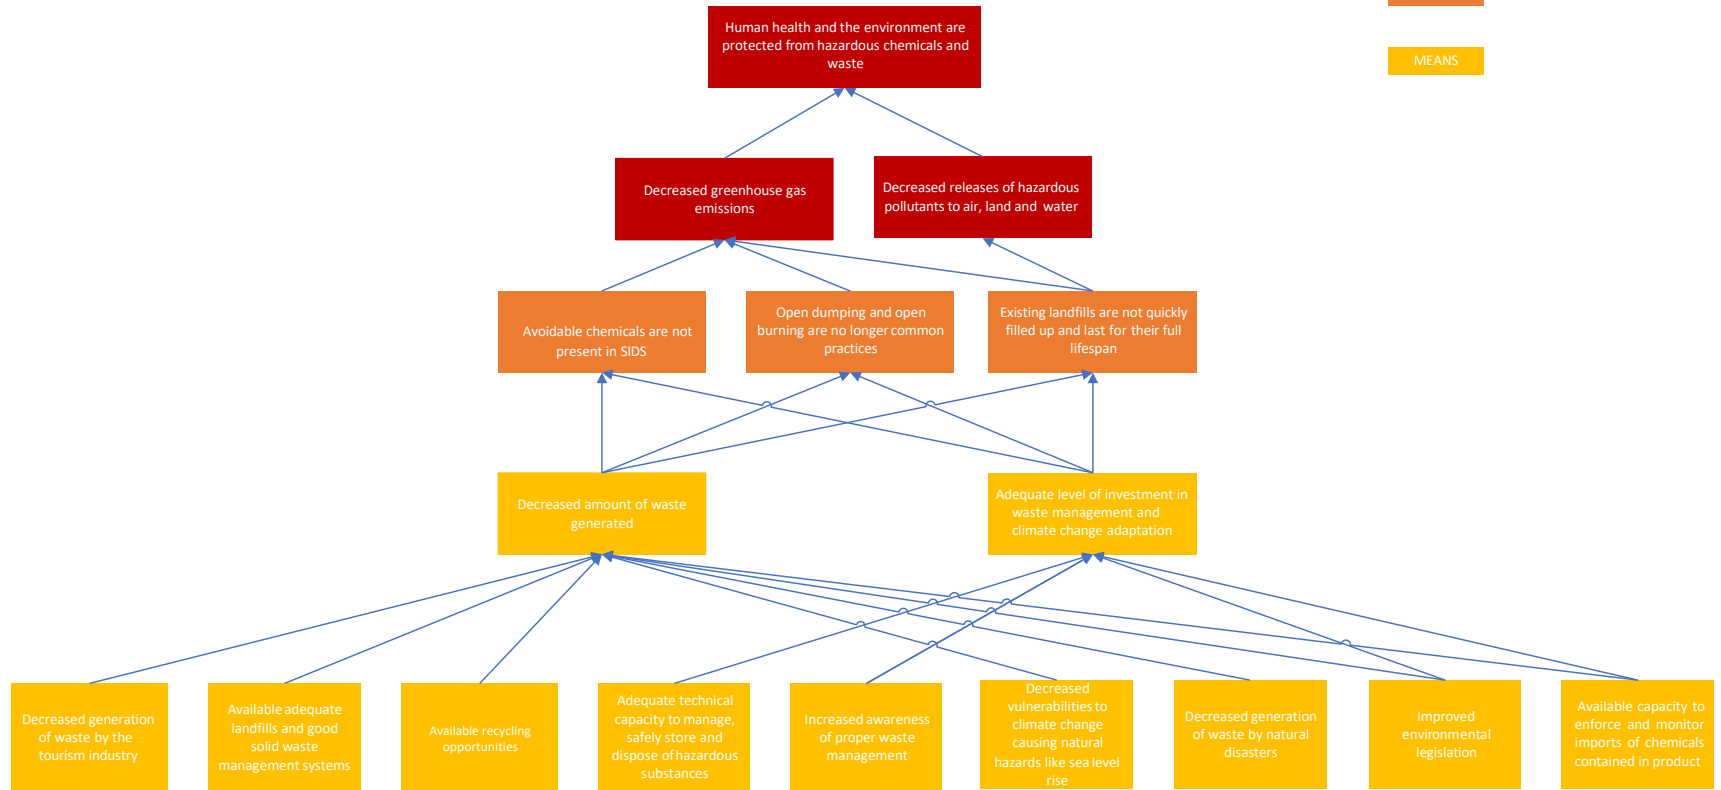 Human health and the environment are
protected from hazardous chemicals and
waste
MEANS
Decreased greenhouse gas
emissions
Decreased releases of hazardous
pollutants to air, land and water
Avoidable chemicals are not
present in SIDS
Open dumping and open
burning are no longer common
practices
Existing landfills are not quickly
filled up and last for their full
lifespan
Decreased amount of waste
generated
Adequate level of investment in
waste management and
climate change adaptation
Decreased generation
of waste by the
tourism industry
Available adequate
landfills and good
solid waste
management systems
Available recycling
opportunities
Adequate technical
capacity to manage,
safely store and
dispose of hazardous
substances
Increased awareness
of proper waste
management
Decreased
vulnerabilities to
climate change
causing natural
hazards like sea level
rise
Decreased generation
of waste by natural
disasters
Improved
environmental
legislation
Available capacity to
enforce and monitor
imports of chemicals
contained in product